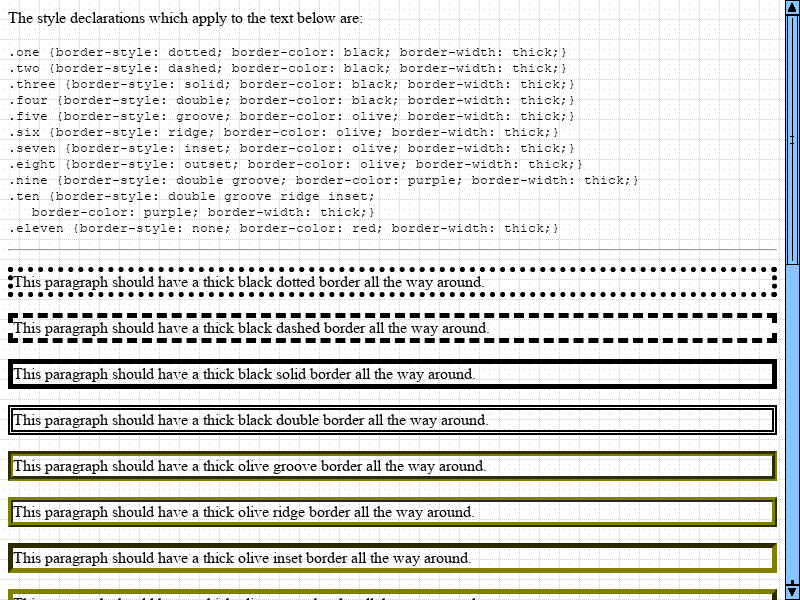 The style declarations which apply to the text below are:
.one {border-style: dotted; border-color: black; border-width: thick;}
.two {border-style: dashed; border-color: black; border-width: thick;}
.three {border-style: solid; border-color: black; border-width: thick;}
.four {border-style: double; border-color: black; border-width: thick;}
.five {border-style: groove; border-color: olive; border-width: thick;}
.six {border-style: ridge; border-color: olive; border-width: thick;}
.seven {border-style: inset; border-color: olive; border-width: thick;}
.eight {border-style: outset; border-color: olive; border-width: thick;}
.nine {border-style: double groove; border-color: purple; border-width: thick;}
.ten {border-style: double groove ridge inset;
   border-color: purple; border-width: thick;}
.eleven {border-style: none; border-color: red; border-width: thick;}
This paragraph should have a thick black dotted border all the way around.
This paragraph should have a thick black dashed border all the way around.
This paragraph should have a thick black solid border all the way around.
This paragraph should have a thick black double border all the way around.
This paragraph should have a thick olive groove border all the way around.
This paragraph should have a thick olive ridge border all the way around.
This paragraph should have a thick olive inset border all the way around.